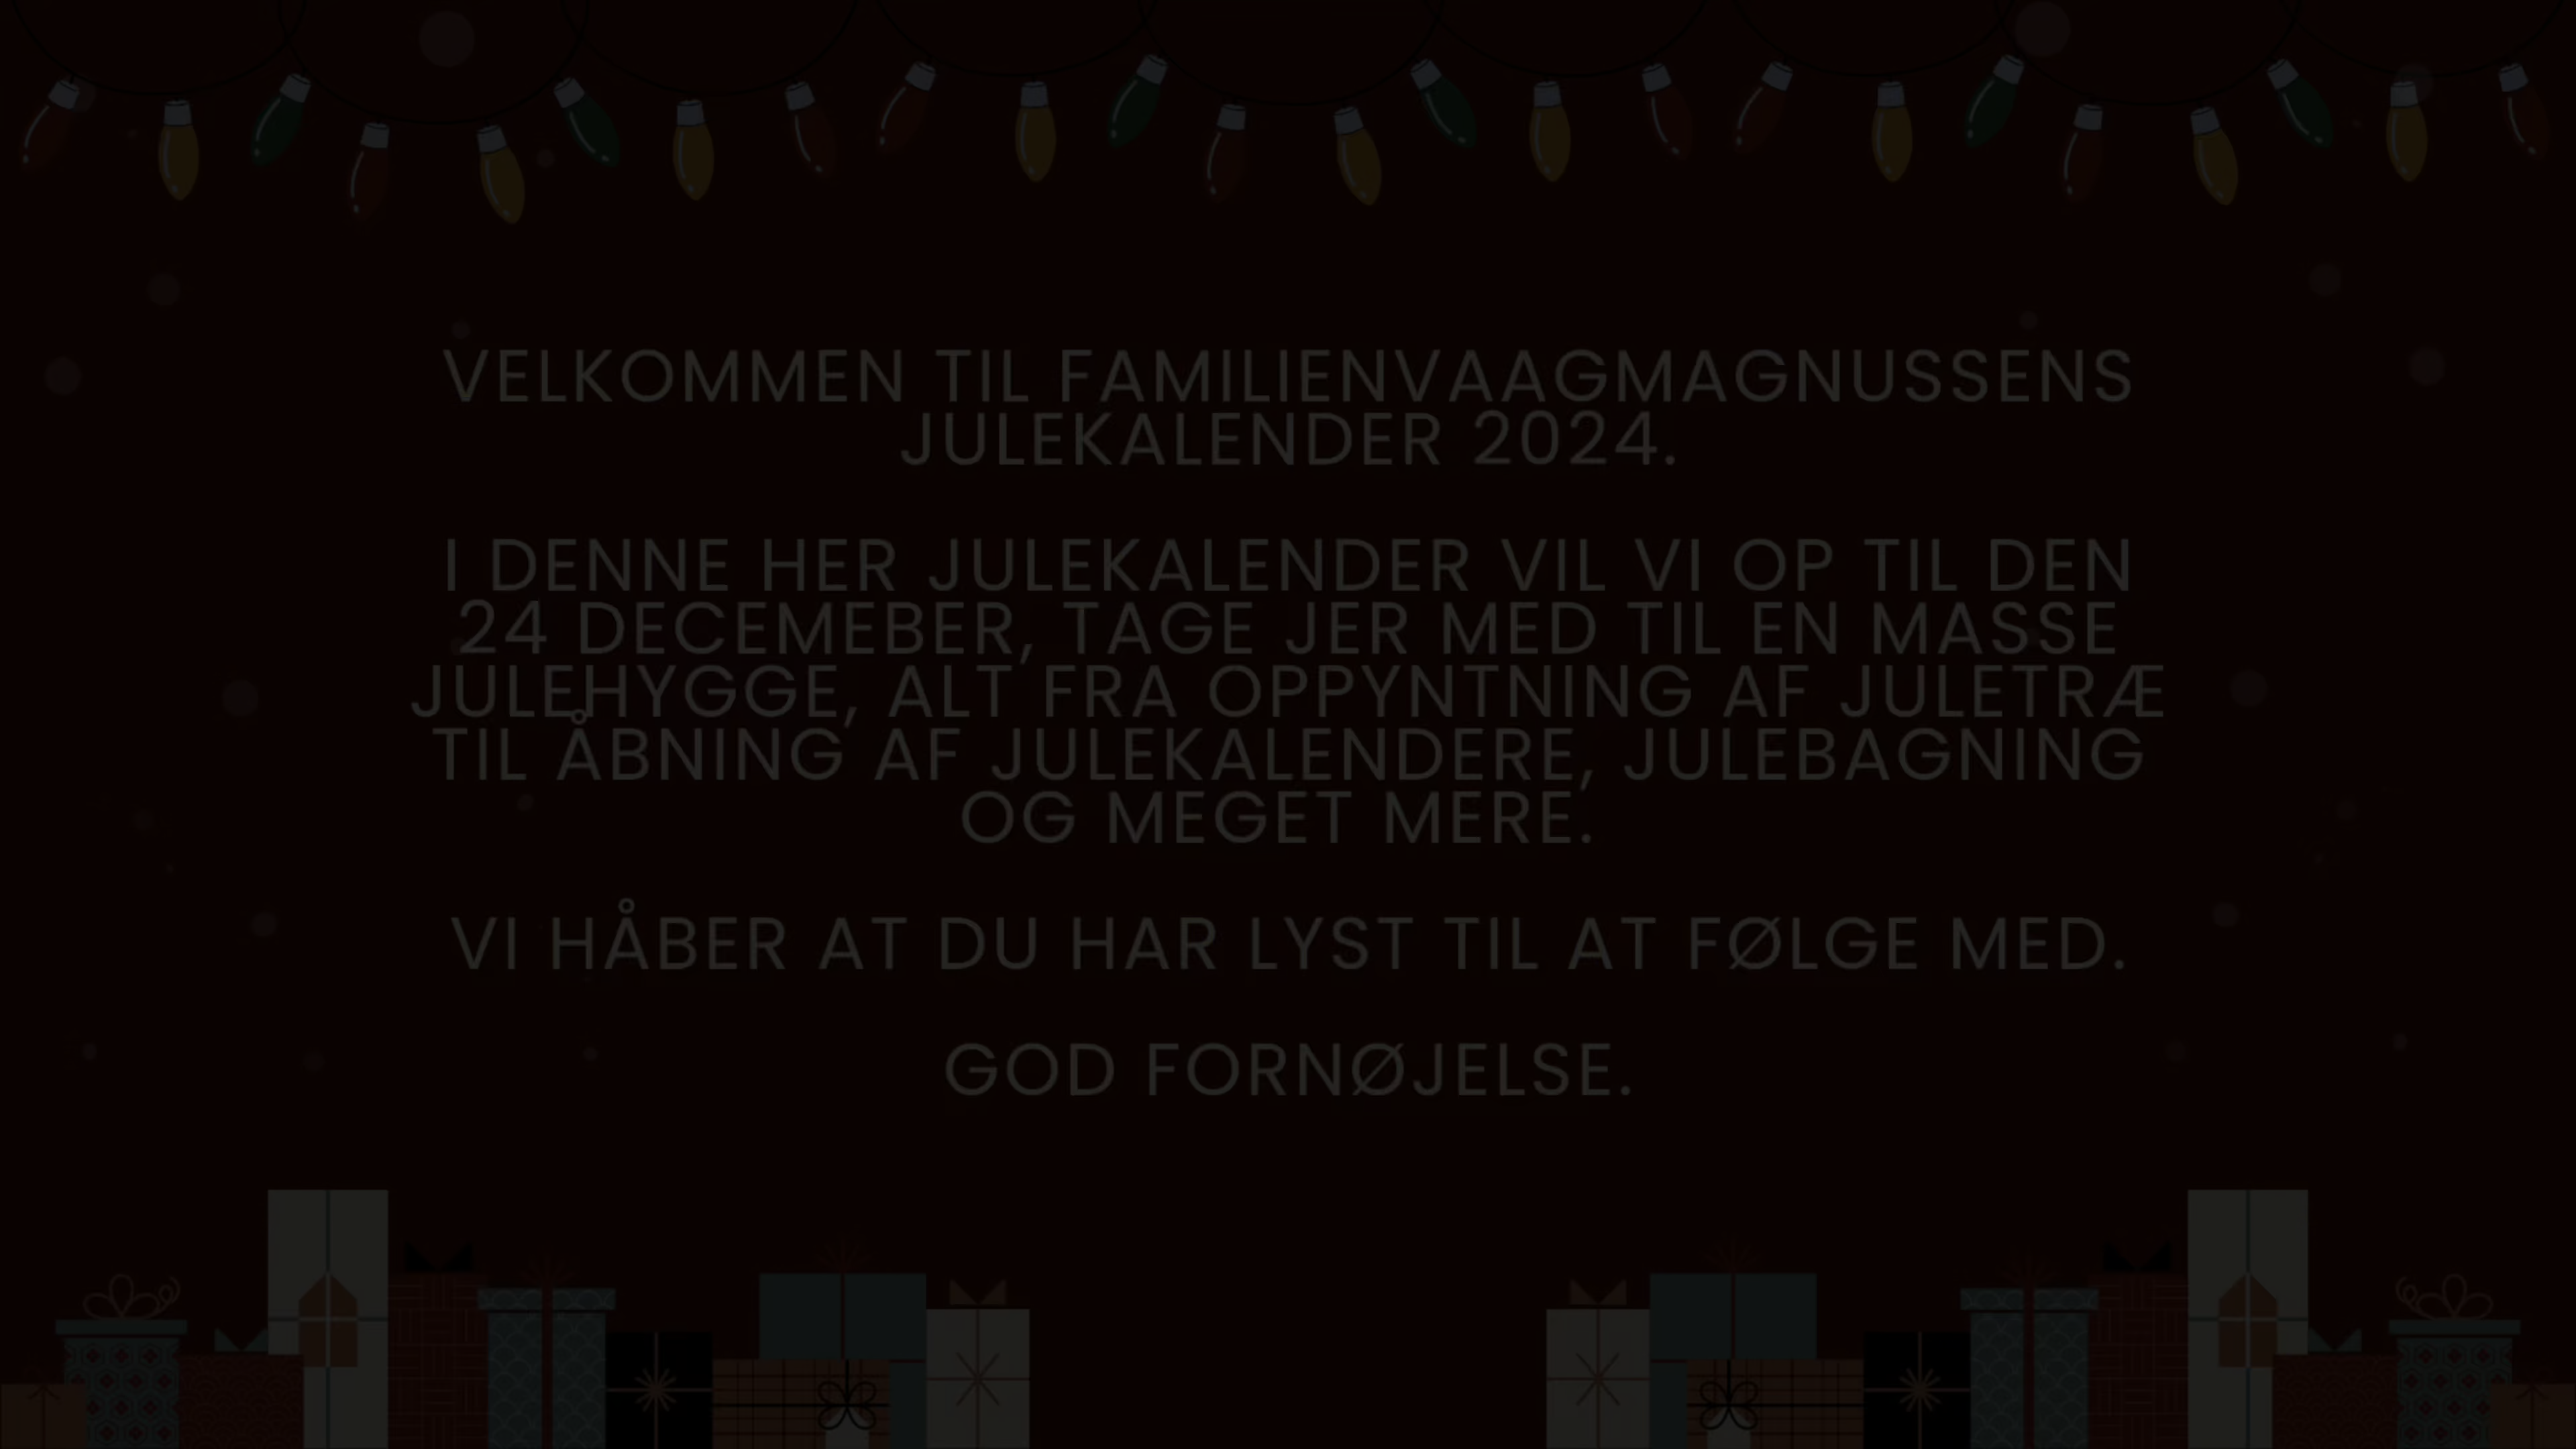 VELKOMMEN TIL FAMILIENVAAGMAGNUSSENS
JULEKALENDER 2024.
I DENNE HER JULEKALENDER VIL VI OP TIL DEN
24 DECEMEBER, TAGE JER MED TIL EN MASSE
JULEHYGGE, ALT FRA OPPYNTNING AF JULETRÆ
TIL ÅBNING AF JULEKALENDERE, JULEBAGNING
OG MEGET MERE.
VI HÅBER AT DU HAR LYST TIL AT FØLGE MED.
GOD FORNØJELSE.